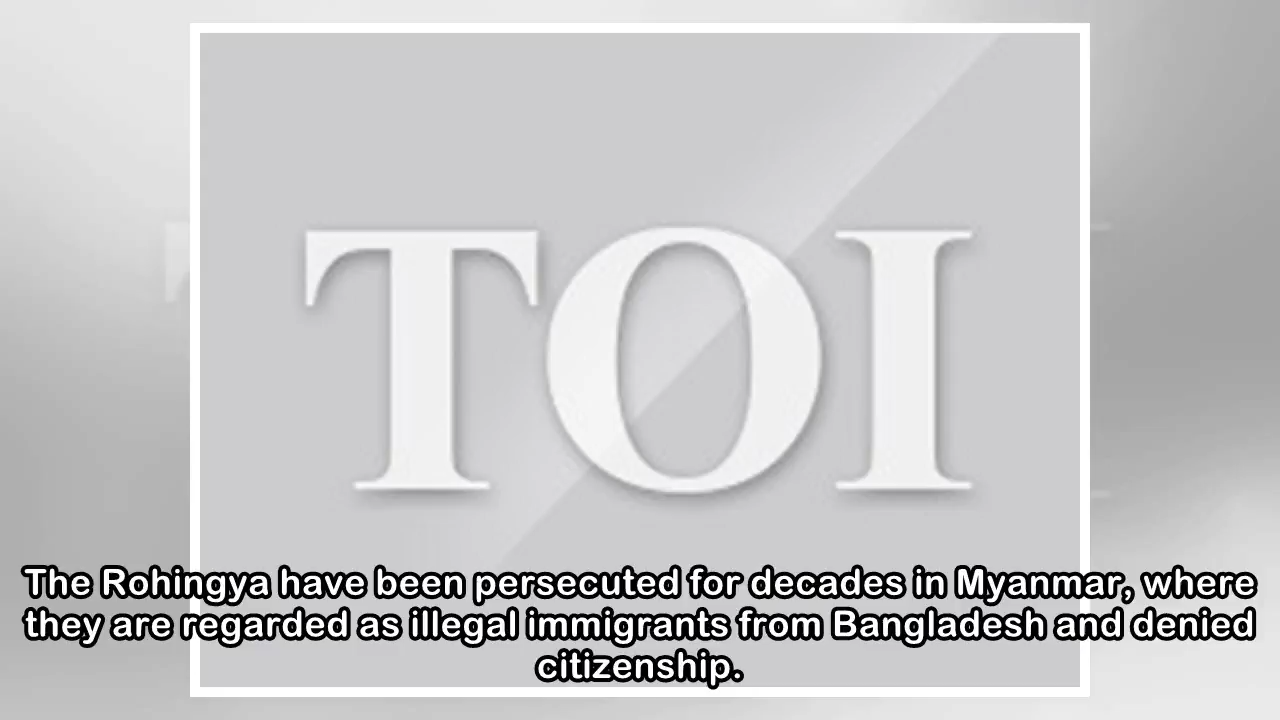 TOI
The Rohingya have been persecuted for decades in Myanmar, where
they are regarded as illegal immigrants from Bangladesh and denied
citizenship.